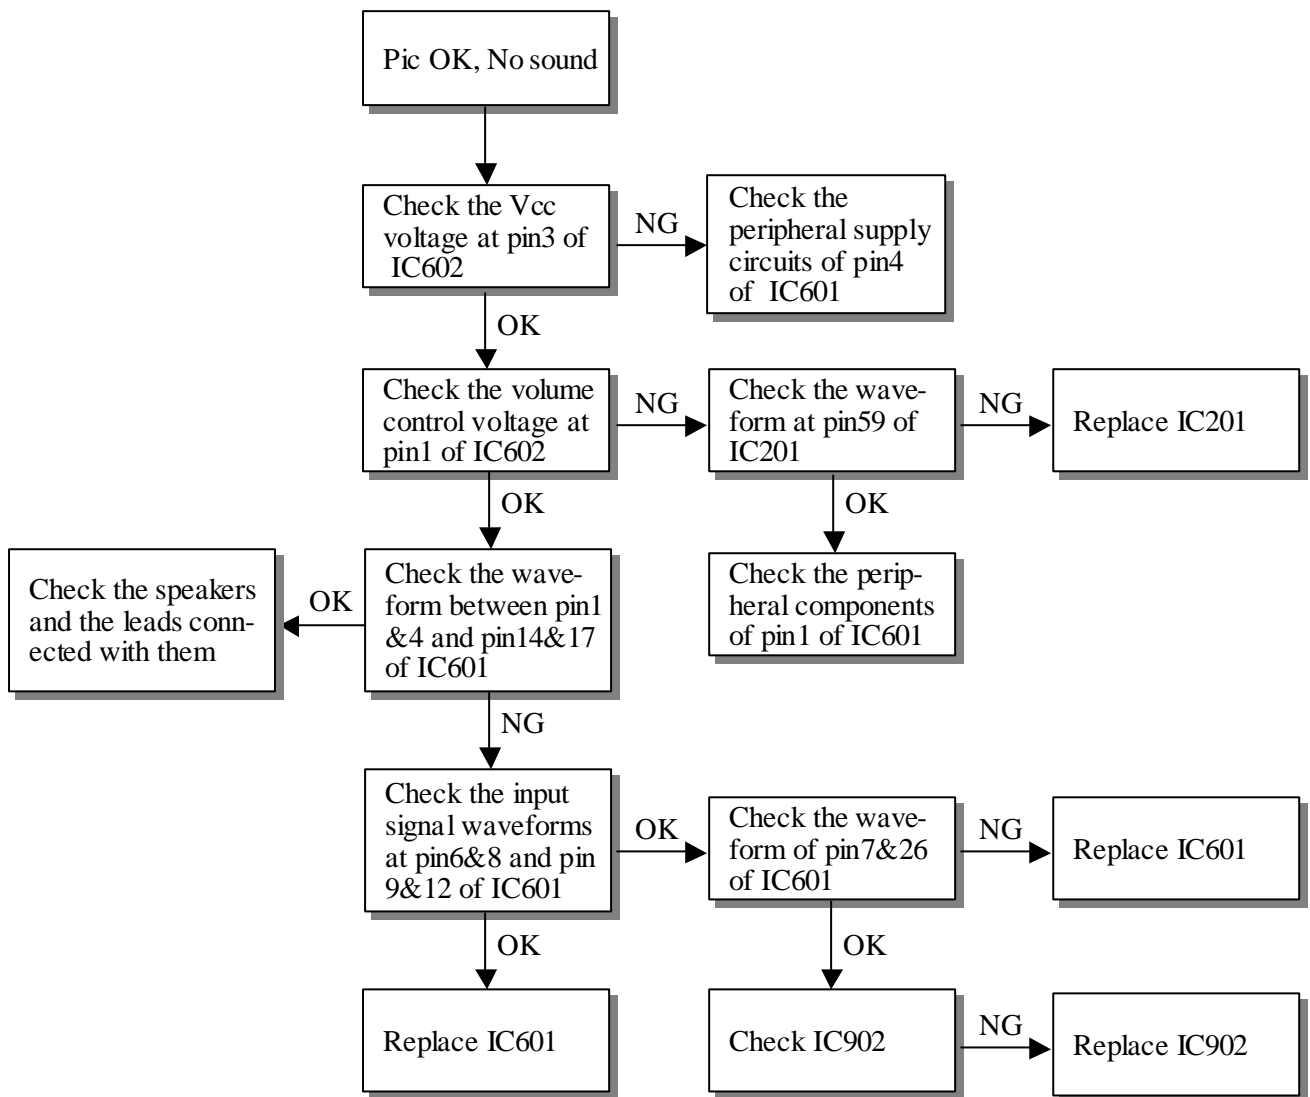 Pic OK, No sound
Check the Vcc
voltage at pin3 of
IC602
NG
Check the
peripheral supply
circuits of pin4
of IC601
OK
Check the volume
control voltage at
pin1 of IC602
NG
Check the wave-
form at pin59 of
IC201
NG
Replace IC201
OK
OK
Check the speakers
and the leads conn-
ected with them
OK
Check the wave-
form between pin1
&4 and pin14&17
of IC601
Check the perip-
heral components
of pin1 of IC601
NG
Check the input
signal waveforms
at pin6&8 and pin
9&12 of IC601
OK
Check the wave-
form of pin7&26
of IC601
NG
Replace IC601
OK
OK
Replace IC601
Check IC902
NG
Replace IC902